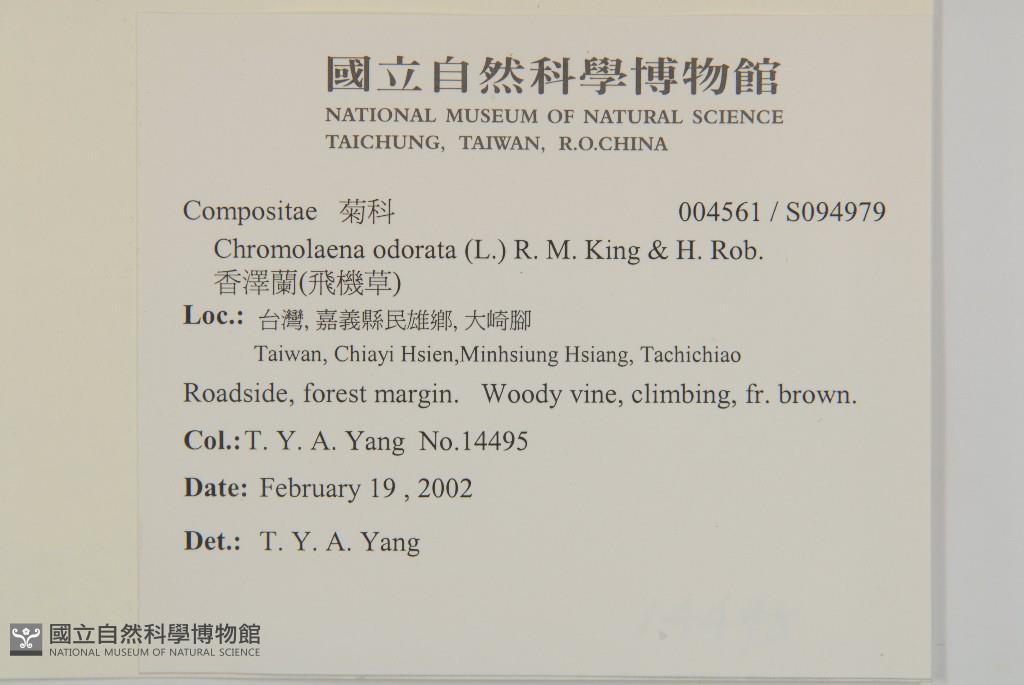 國立自然科學博物館
NATIONAL MUSEUM OF NATURAL SCIENCE
TAICHUNG, TAIWAN, R.O.CHINA
Compositae 菊科 004561 / S094979
Chromolaena odorata (L.) R. M. King & H. Rob.
香澤蘭(飛機草)
Loc.: 台灣, 嘉義縣民雄鄉, 大崎腳
Taiwan, Chiayi Hsien,Minhsiung Hsiang, Tachichiao
Roadside, forest margin. Woody vine, climbing, fr. brown.
Col.: T. Y. A. Yang No.14495
Date: February 19 , 2002
Det.: T. Y. A. Yang
國立自然科學博物館
NATIONAL MUSEUM OF NATURAL SCIENCE